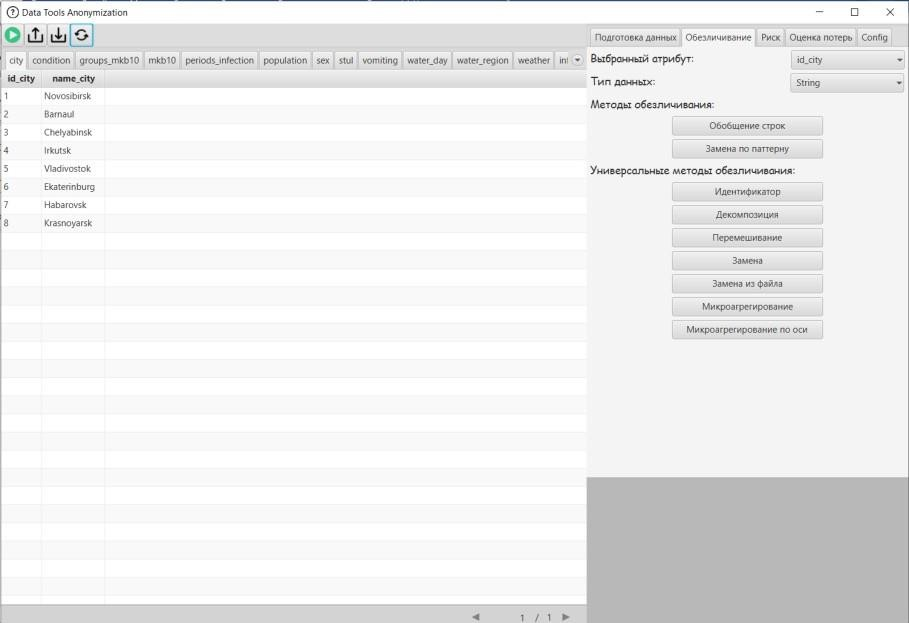 Data Tools Anonymization
Подготовка данных Обезличивание Риск Оценка потерь Config
city condition groups_mkb10 mkb10 periods_infection population sex stul vomiting water_day water_region weather
Выбранный атрибут: id_city
id_city name_city
Тип данных: String
1 Novosibirsk
Методы обезличивания:
2 Barnaul
Обобщение строк
3 Chelyabinsk
4 Irkutsk
Замена по паттерну
5 Vladivostok
Универсальные методы обезличивания:
6 Ekaterinburg
Идентификатор
7 Habarovsk
Декомпозиция
8 Krasnoyarsk
Перемешивание
Замена
Замена из файла
Микроагрегирование
Микроагрегирование по оси
1 / 1